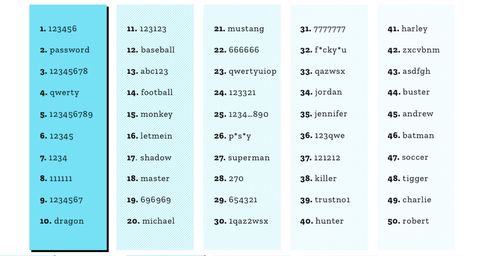 1. 123456
2. password
3. 12345678
4. qwerty
5. 123456789
6. 12345
7. 1234
8. 111111
9. 1234567
10. dragon
11. 123123
12. baseball
13. abc123
14. football
15. monkey
16. letmein
17. shadow
18. master
19. 696969
20. michael
21. mustang
22. 666666
23. qwertyuiop
24. 123321
25. 1234...890
26. p*s*y
27. superman
28. 270
29. 654321
30. 1qaz2wsx
31. 7777777
32. f*cky*u
33. qazwsx
34. jordan
35. jennifer
36. 123qwe
37. 121212
38. killer
39. trustno1
40. hunter
41. harley
42. zxcvbnm
43. asdfgh
44. buster
45. andrew
46. batman
47. soccer
48. tigger
49. charlie
50. robert